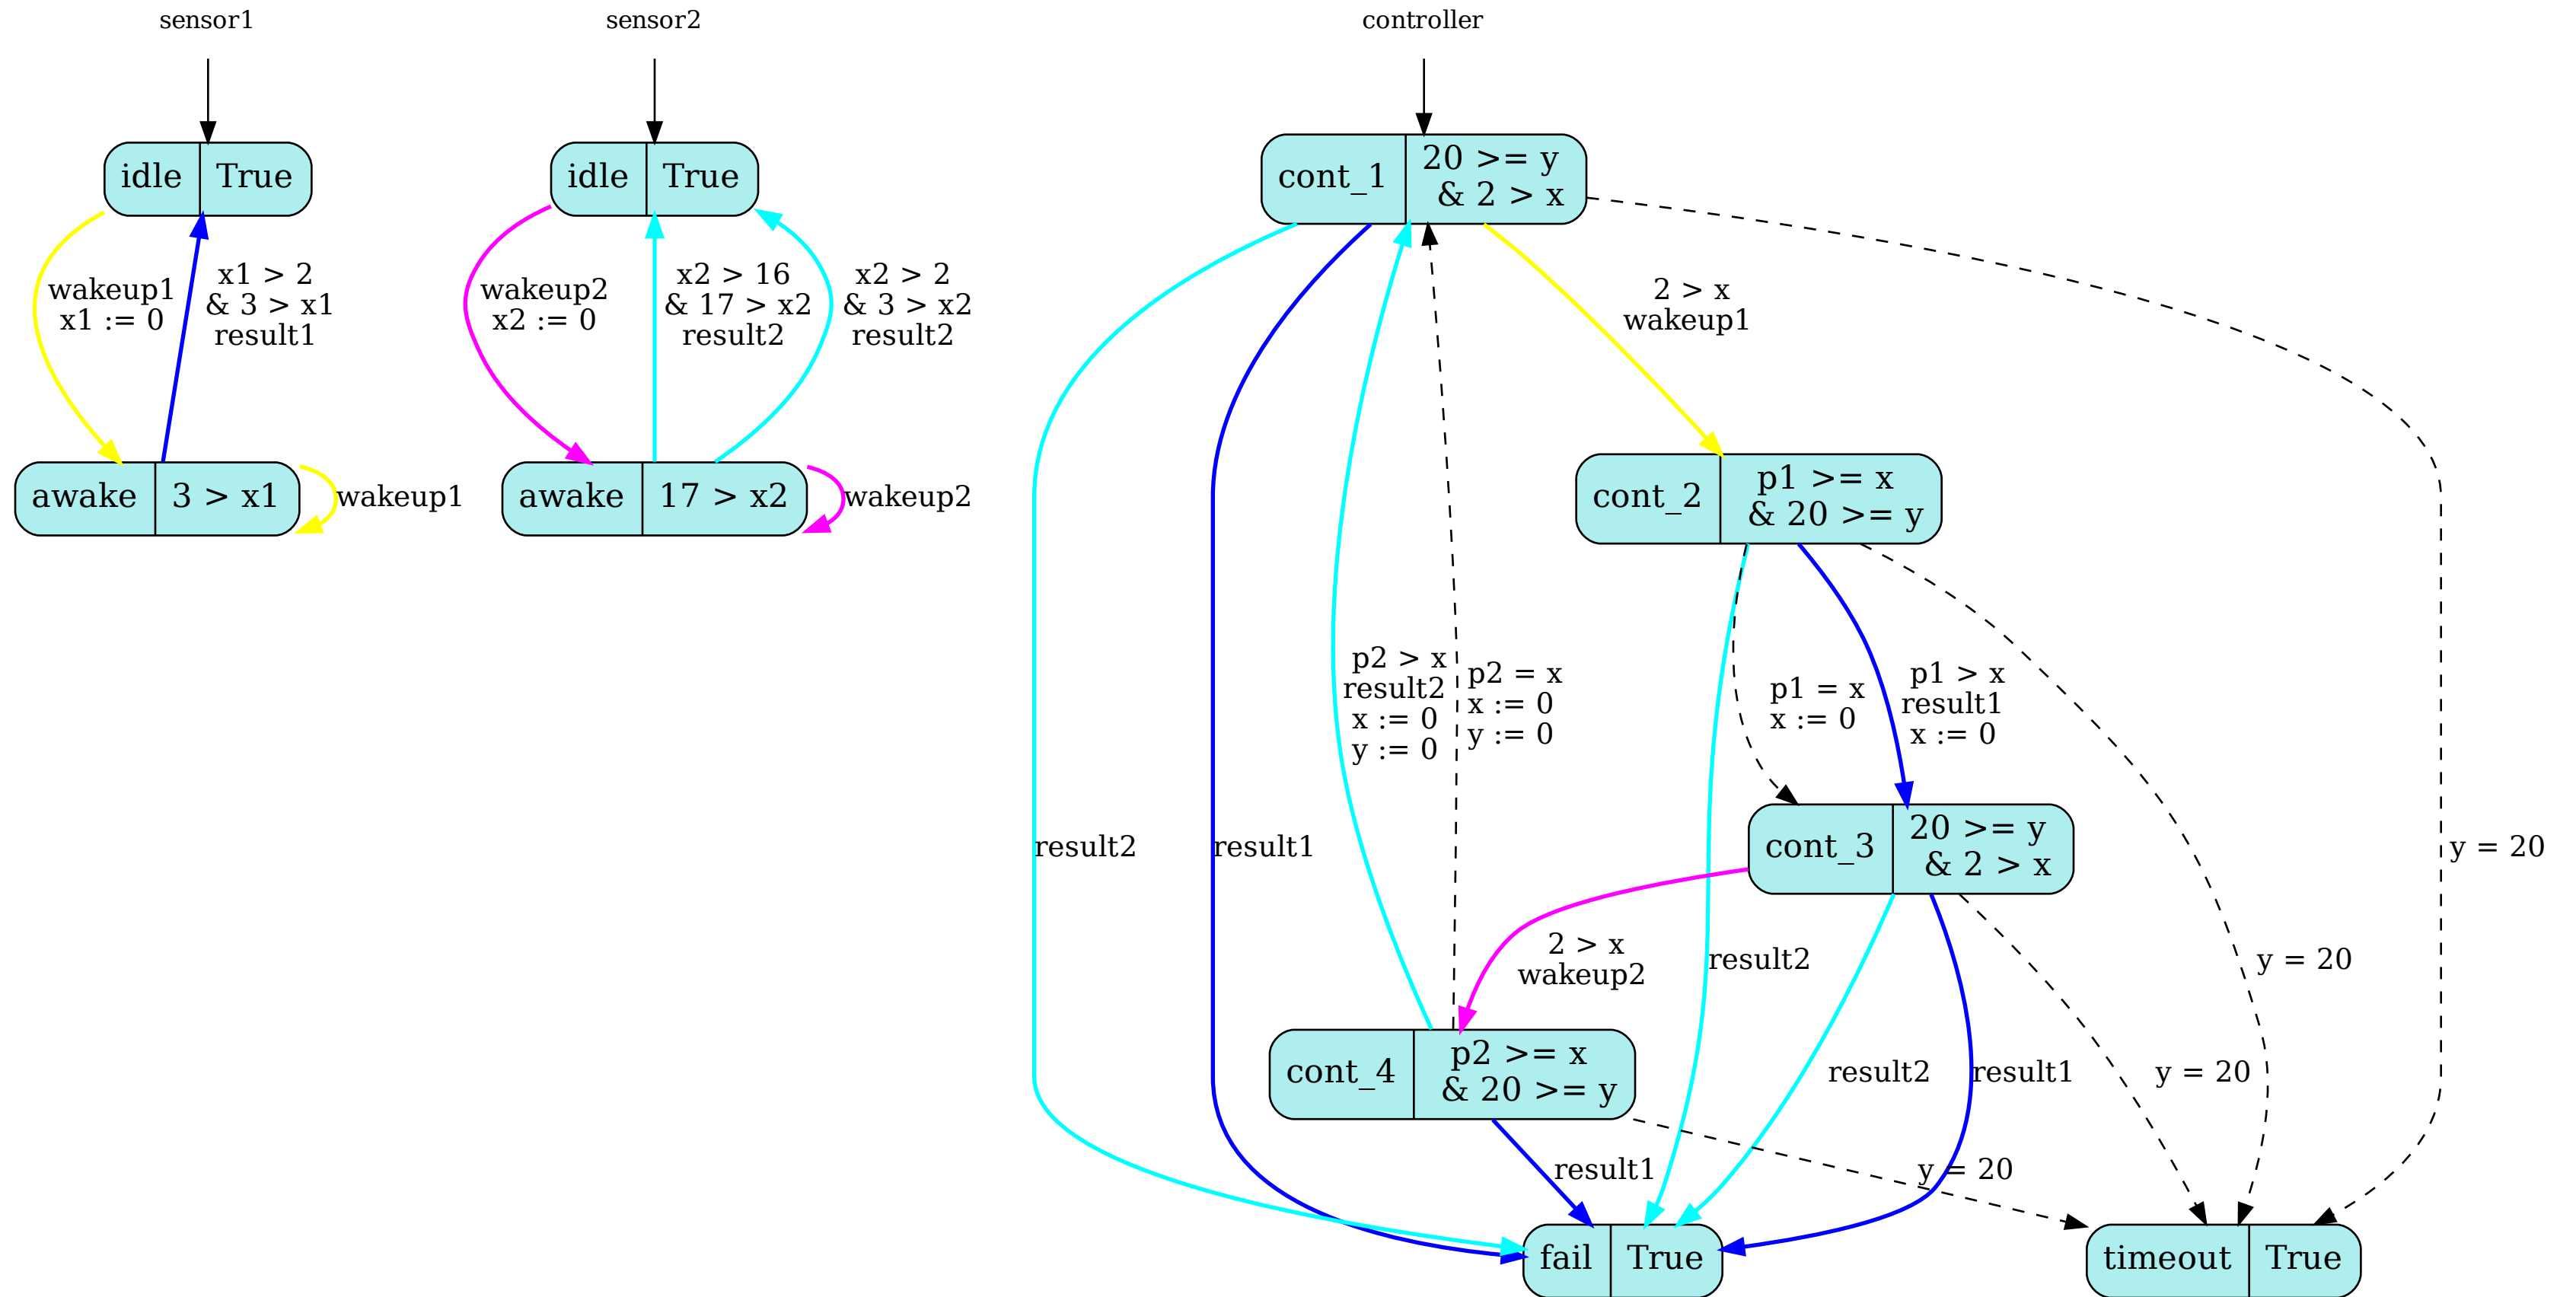 sensor1
sensor2
controller
idle
True
idle
True
cont_1
20 >= y
& 2 > x
wakeup1
x1 := 0
x1 > 2
& 3 > x1
result1
wakeup2
x2 := 0
x2 > 16
& 17 > x2
result2
x2 > 2
& 3 > x2
result2
2 > x
wakeup1
awake
3 > x1
wakeup1
awake
17 > x2
wakeup2
cont_2
p1 >= x
& 20 >= y
p2 > x
result2
x := 0
y := 0
p2 = x
x := 0
y := 0
p1 = x
x := 0
p1 > x
result1
x := 0
result2
result1
cont_3
20 >= y
& 2 > x
y = 20
2 > x
wakeup2
result2
y = 20
cont_4
p2 >= x
& 20 >= y
result2
result1
y = 20
result1
y = 20
fail
True
timeout
True